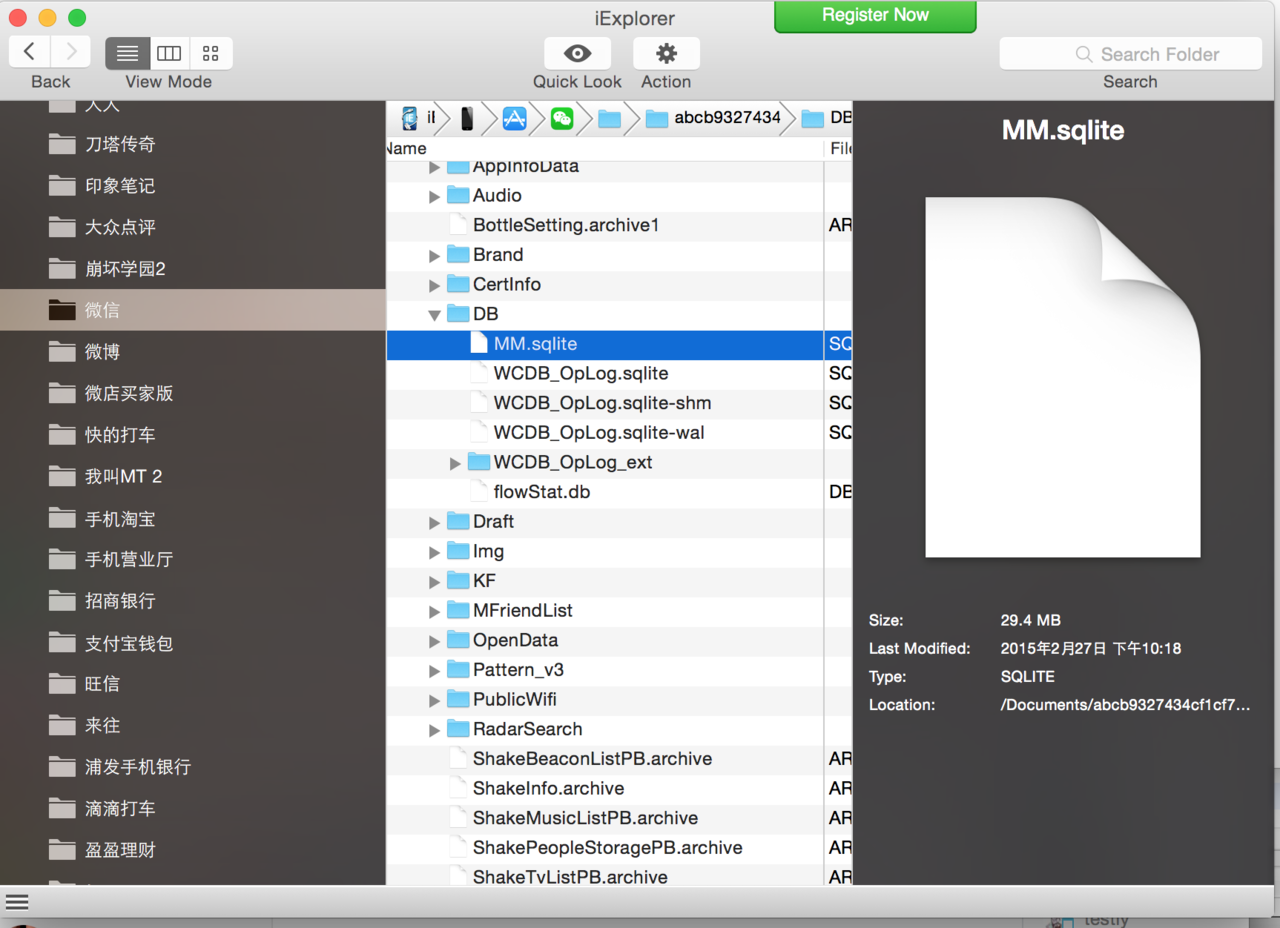 iExplorer
Register Now
Search Folder
Back
View Mode
Quick Look
Action
Search
人人
刀塔传奇
印象笔记
大众点评
崩坏学园2
微信
微博
微店买家版
快的打车
我叫MT 2
手机淘宝
手机营业厅
招商银行
支付宝钱包
旺信
来往
浦发手机银行
滴滴打车
盈盈理财
abcb9327434
DB
Name
File
AppInfoData
Audio
BottleSetting.archive1 AR
Brand
CertInfo
DB
MM.sqlite SQ
WCDB_OpLog.sqlite SQ
WCDB_OpLog.sqlite-shm SQ
WCDB_OpLog.sqlite-wal SQ
WCDB_OpLog_ext
flowStat.db DB
Draft
Img
KF
MFriendList
OpenData
Pattern_v3
PublicWifi
RadarSearch
ShakeBeaconListPB.archive AR
ShakeInfo.archive AR
ShakeMusicListPB.archive AR
ShakePeopleStoragePB.archive AR
ShakeTvListPB.archive AR
MM.sqlite
Size: 29.4 MB
Last Modified: 2015年2月27日 下午10:18
Type: SQLITE
Location: /Documents/abcb9327434cf1cf7...